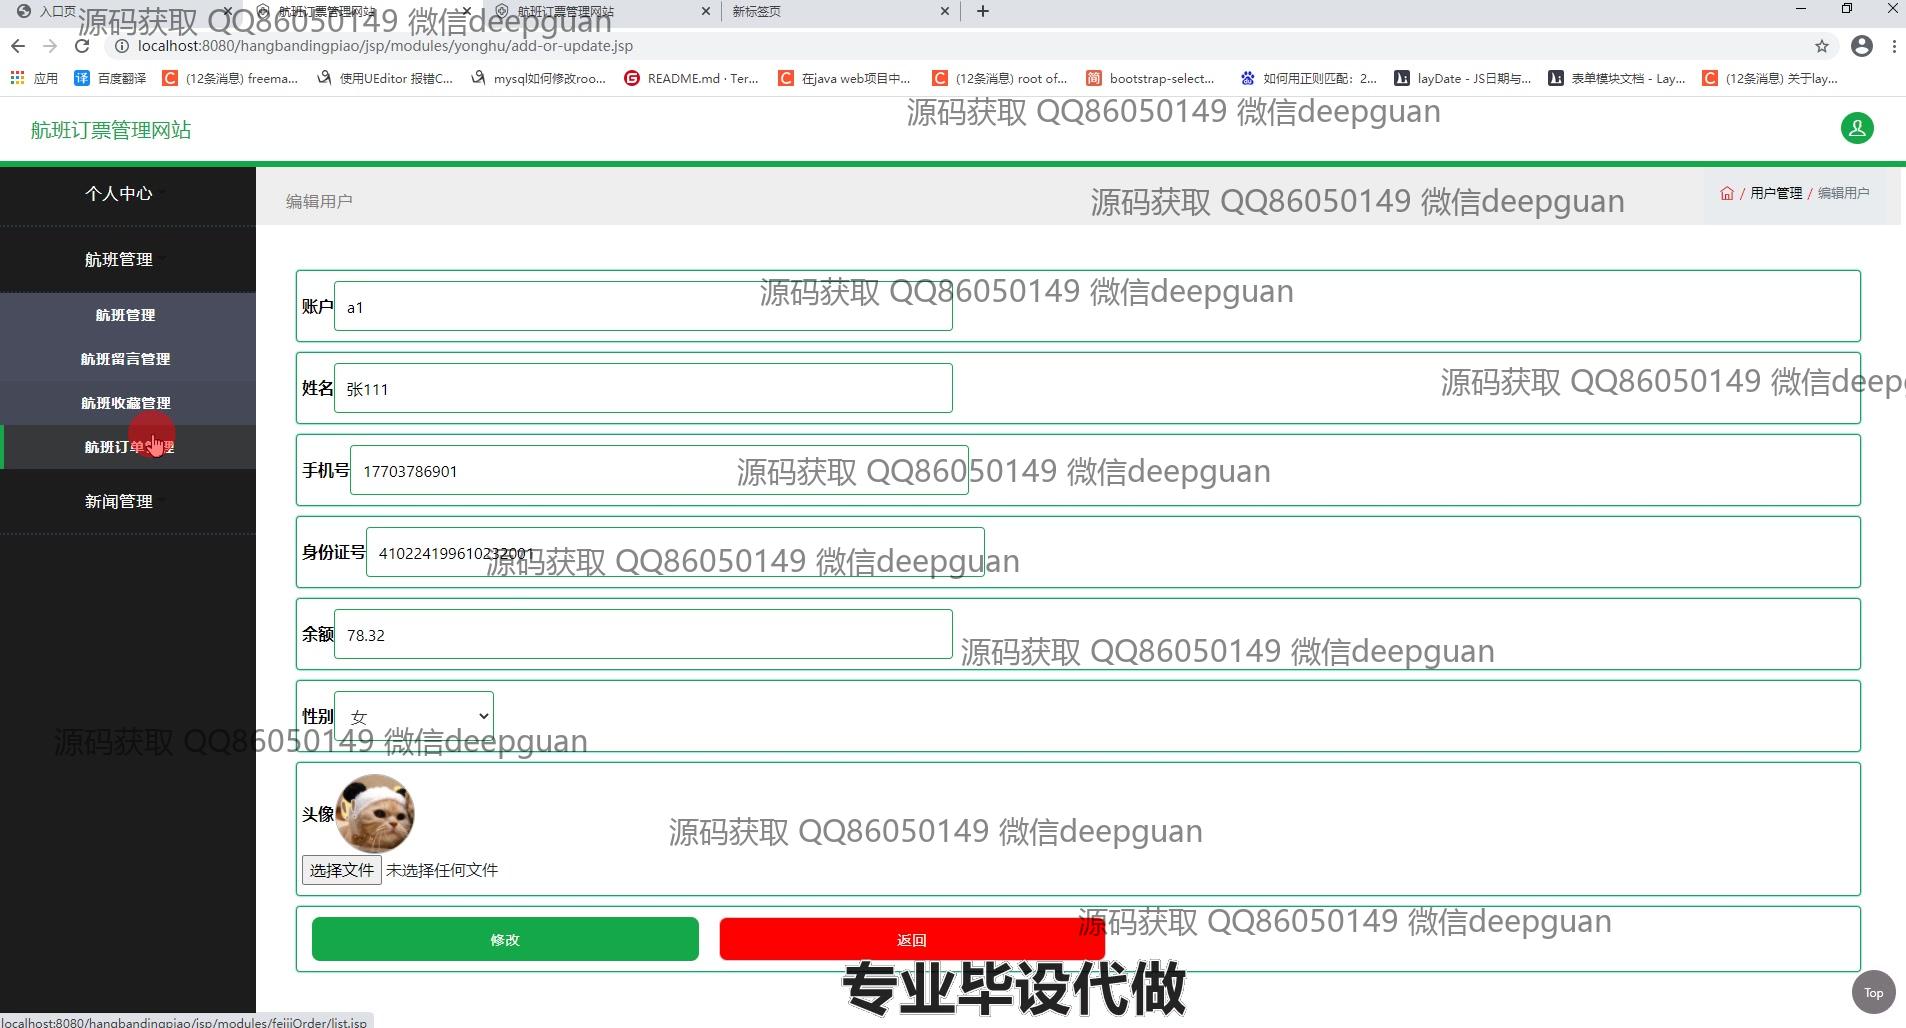 入口页
航班订票管理网站
航班订票管理网站
新标签页
源码获取 QQ86050149 微信deepguan
localhost:8080/hangbandingpiao/jsp/modules/yonghu/add-or-update.jsp
应用
百度翻译
(12条消息) freema...
使用UEditor 报错C...
mysql如何修改roo...
README.md · Ter...
在java web项目中...
(12条消息) root of...
bootstrap-select...
如何用正则匹配：2...
layDate - JS日期与...
表单模块文档 - Lay...
(12条消息) 关于lay...
源码获取 QQ86050149 微信deepguan
航班订票管理网站
个人中心
编辑用户
源码获取 QQ86050149 微信deepguan
/ 用户管理 / 编辑用户
航班管理
航班管理
航班留言管理
航班收藏管理
航班订单管理
新闻管理
账户 a1
源码获取 QQ86050149 微信deepguan
姓名 张111
源码获取 QQ86050149 微信deep
手机号 17703786901
源码获取 QQ86050149 微信deepguan
身份证号 410224199610232001
源码获取 QQ86050149 微信deepguan
余额 78.32
源码获取 QQ86050149 微信deepguan
性别 女
源码获取 QQ86050149 微信deepguan
头像
源码获取 QQ86050149 微信deepguan
选择文件 未选择任何文件
修改
返回
源码获取 QQ86050149 微信deepguan
专业毕设代做
Top
localhost:8080/hangbandingpiao/jsp/modules/feijiOrder/list.jsp